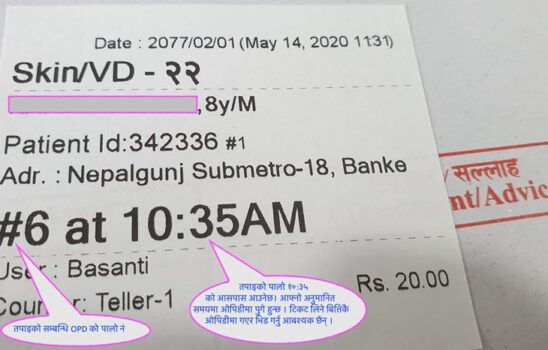 Date : 2077/02/01 (May 14, 2020 11:31)
Skin/VD - २२
, 8y/M
Patient Id:342336 #1
Adr. : Nepalgunj Submetro-18, Banke
/ सल्लाह
nt/Advic
#6 at 10:35AM
User : Basanti
Rs. 20.00
Teller-1
तपाइको पालो १०:३५
को आसपास आउनेछ। आफ्नो अनुमानित
समयमा ओपिडीमा पुगे हुन्छ । टिकट लिने बितिकै
ओपिडीमा गएर भिड गर्नु आबश्यक छैन् ।
तपाइको सम्बन्धि OPD को पालो नं